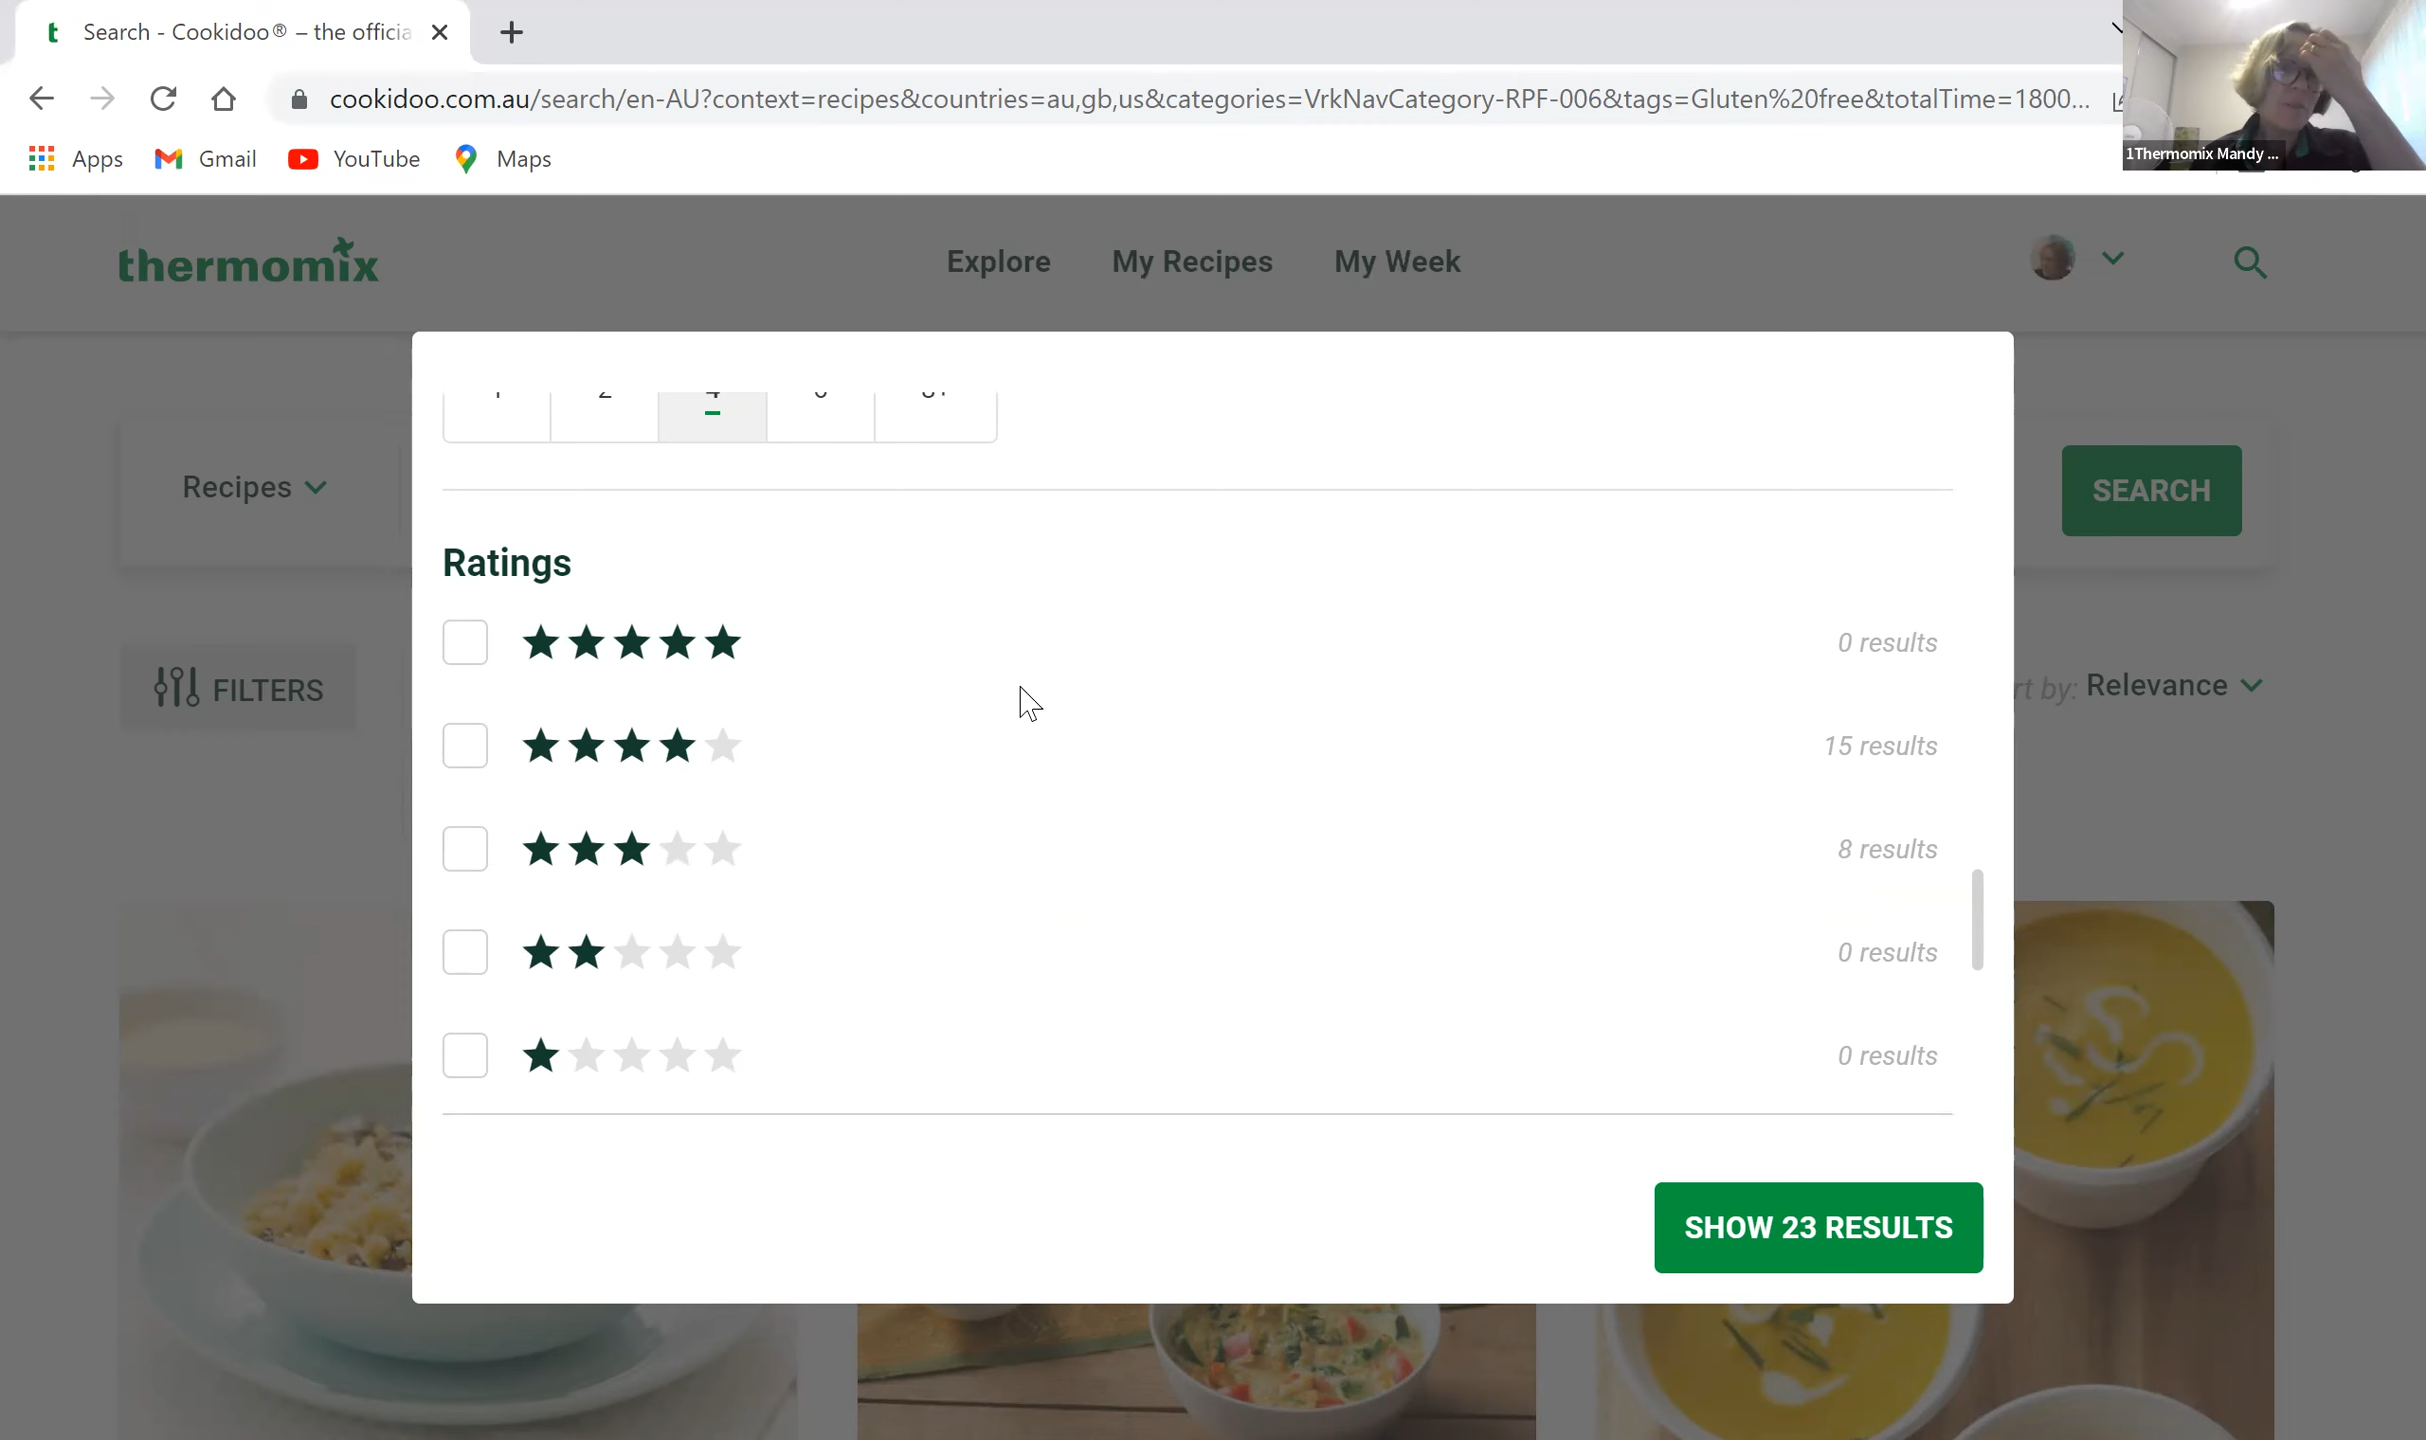 Search - Cookidoo® – the officia
cookidoo.com.au/search/en-AU?context=recipes&countries=au,gb,us&categories=VrkNavCategory-RPF-006&tags=Gluten%20free&totalTime=1800...
Apps Gmail YouTube Maps
1Thermomix Mandy ...
thermomix
Explore My Recipes My Week
Recipes
SEARCH
Ratings
0 results
FILTERS
rt by: Relevance
15 results
8 results
0 results
0 results
SHOW 23 RESULTS